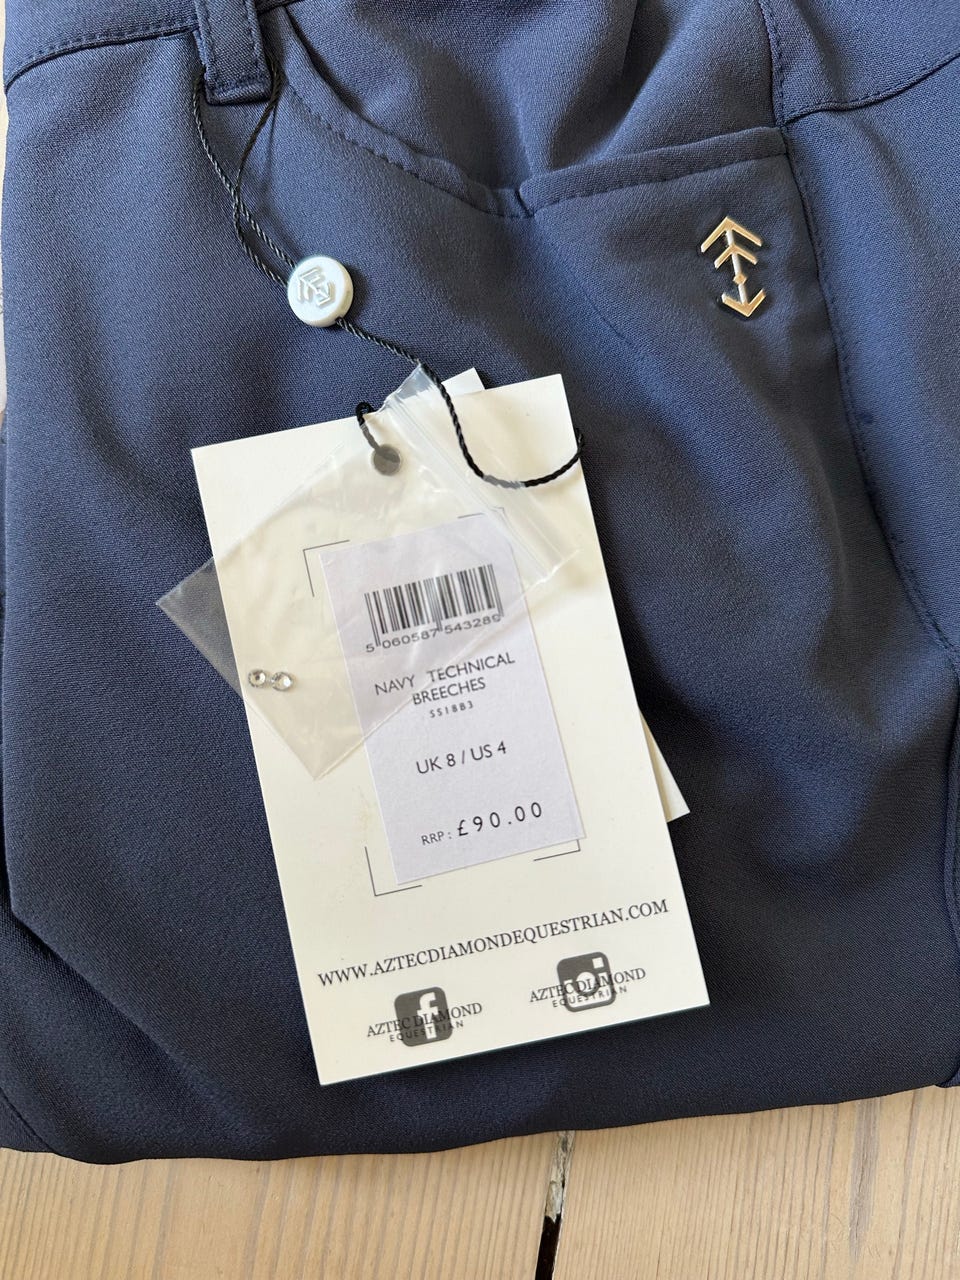 5 060587 543289
NAVY TECHNICAL
BREECHES
SS18B3
UK 8 / US 4
RRP: £90.00
WWW.AZTECDIAMONDEQUESTRIAN.COM
AZTEC DIAMOND
EQUESTRIAN
AZTEC DIAMOND
EQUESTRIAN